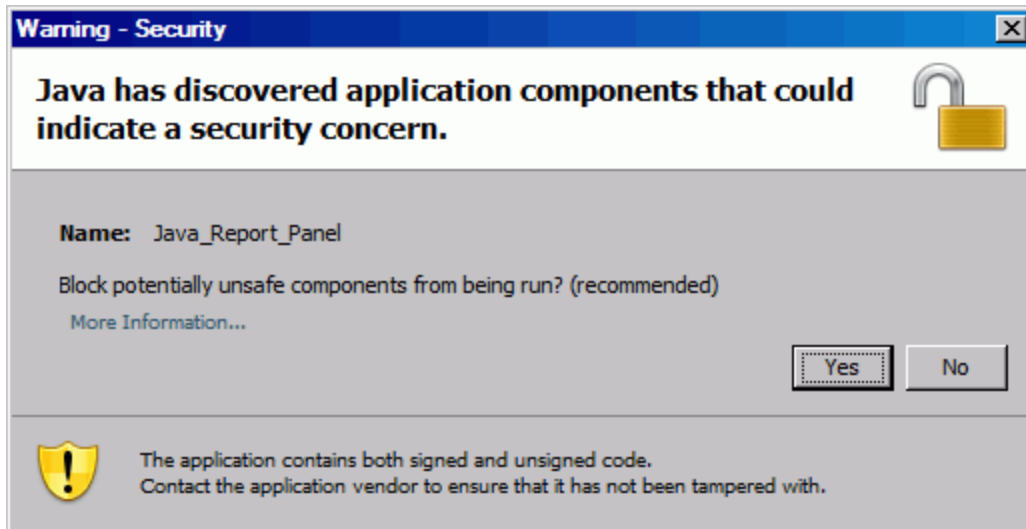 Warning - Security
Java has discovered application components that could
indicate a security concern.
Name: Java_Report_Panel
Block potentially unsafe components from being run? (recommended)
More Information...
Yes No
The application contains both signed and unsigned code.
Contact the application vendor to ensure that it has not been tampered with.